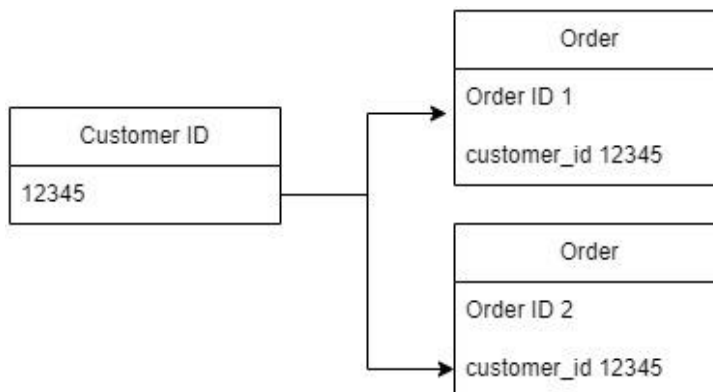 Customer ID
12345
Order
Order ID 1
customer_id 12345
Order
Order ID 2
customer_id 12345